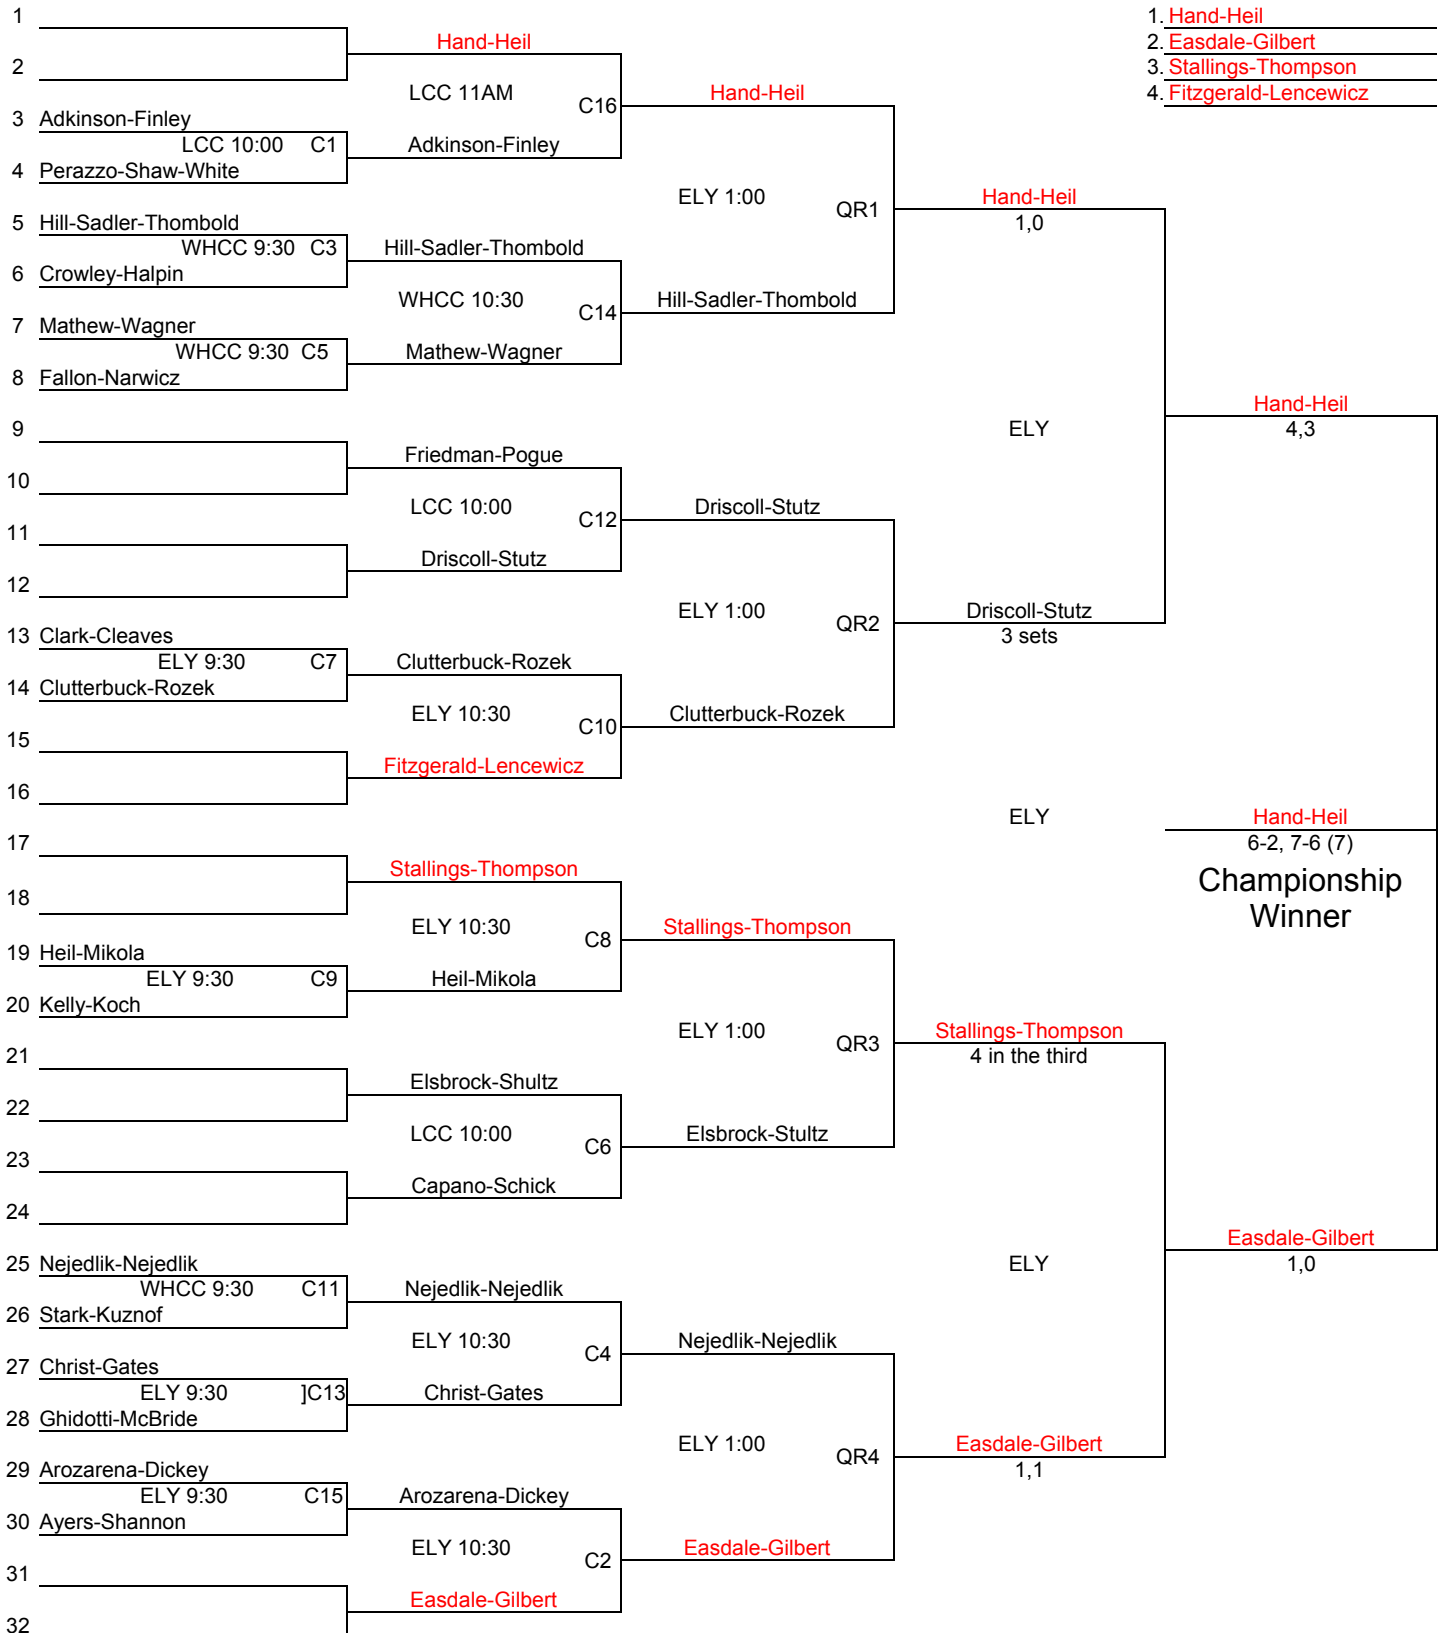 1
1. Hand-Heil
Hand-Heil
2. Easdale-Gilbert
2
3. Stallings-Thompson
LCC 11AM
Hand-Heil
4. Fitzgerald-Lencewicz
C16
3 Adkinson-Finley
LCC 10:00 C1
Adkinson-Finley
4 Perazzo-Shaw-White
ELY 1:00
Hand-Heil
QR1
5 Hill-Sadler-Thombold
1,0
WHCC 9:30 C3
Hill-Sadler-Thombold
6 Crowley-Halpin
WHCC 10:30
Hill-Sadler-Thombold
C14
7 Mathew-Wagner
WHCC 9:30 C5
Mathew-Wagner
8 Fallon-Narwicz
Hand-Heil
9
ELY
4,3
Friedman-Pogue
10
LCC 10:00
Driscoll-Stutz
C12
11
Driscoll-Stutz
12
ELY 1:00
Driscoll-Stutz
QR2
13 Clark-Cleaves
3 sets
ELY 9:30 C7
Clutterbuck-Rozek
14 Clutterbuck-Rozek
ELY 10:30
Clutterbuck-Rozek
C10
15
Fitzgerald-Lencewicz
16
ELY
Hand-Heil
17
6-2, 7-6 (7)
Stallings-Thompson
Championship
18
Winner
ELY 10:30
Stallings-Thompson
C8
19 Heil-Mikola
ELY 9:30 C9
Heil-Mikola
20 Kelly-Koch
ELY 1:00
Stallings-Thompson
QR3
21
4 in the third
Elsbrock-Shultz
22
LCC 10:00
Elsbrock-Stultz
C6
23
Capano-Schick
24
Easdale-Gilbert
25 Nejedlik-Nejedlik
ELY
1,0
WHCC 9:30 C11
Nejedlik-Nejedlik
26 Stark-Kuznof
ELY 10:30
Nejedlik-Nejedlik
C4
27 Christ-Gates
ELY 9:30 ]C13
Christ-Gates
28 Ghidotti-McBride
ELY 1:00
Easdale-Gilbert
QR4
29 Arozarena-Dickey
1,1
ELY 9:30 C15
Arozarena-Dickey
30 Ayers-Shannon
ELY 10:30
Easdale-Gilbert
C2
31
Easdale-Gilbert
32